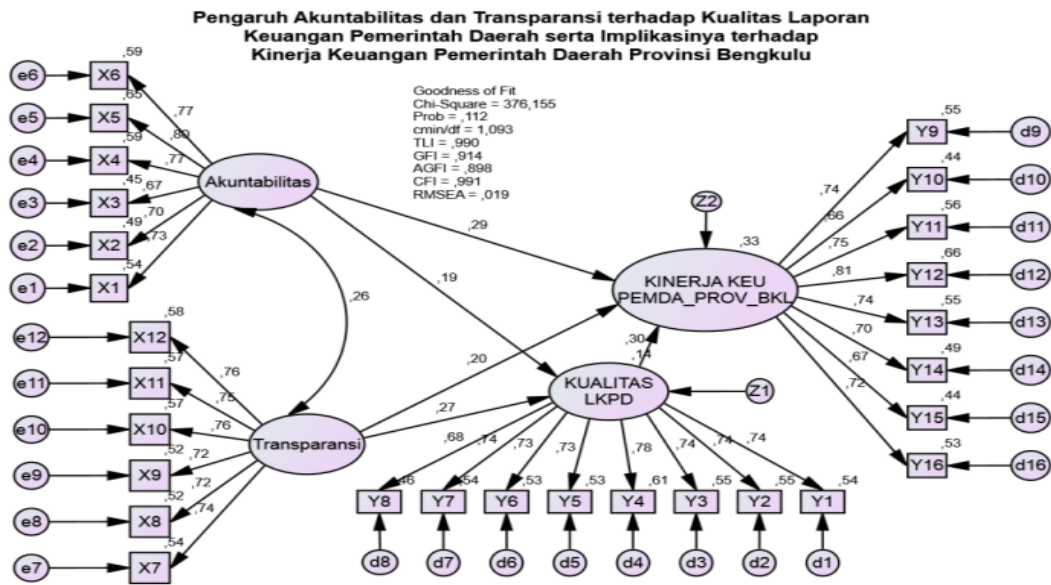 Pengaruh Akuntabilitas dan Transparansi terhadap Kualitas Laporan
Keuangan Pemerintah Daerah serta Implikasinya terhadap
Kinerja Keuangan Pemerintah Daerah Provinsi Bengkulu
Goodness of Fit
Chi-Square = 376,155
Prob = ,112
cmin/df = 1,093
TLI = ,990
GFI = ,914
AGFI = ,898
CFI = ,991
RMSEA = ,019
e6
X6
,59
,77
e5
X5
,65
e4
X4
,59
,77
e3
X3
,45
,67
e2
X2
,49
,70
e1
X1
,54
,73
Akuntabilitas
,26
,29
,19
e12
X12
,58
,76
e11
X11
,57
,75
e10
X10
,57
,76
e9
X9
,52
,72
e8
X8
,52
,72
e7
X7
,54
,74
Transparansi
,20
,27
Z2
,33
KINERJA KEU
PEMDA_PROV_BKL
,30
,14
KUALITAS
LKPD
Z1
,74
,55
Y9
d9
,66
,44
Y10
d10
,75
,56
Y11
d11
,81
,66
Y12
d12
,74
,55
Y13
d13
,70
,49
Y14
d14
,67
,44
Y15
d15
,72
,53
Y16
d16
,68
,74
,73
,73
,78
,74
,74
,74
,46
,54
,53
,53
,61
,55
,55
,54
Y8
Y7
Y6
Y5
Y4
Y3
Y2
Y1
d8
d7
d6
d5
d4
d3
d2
d1